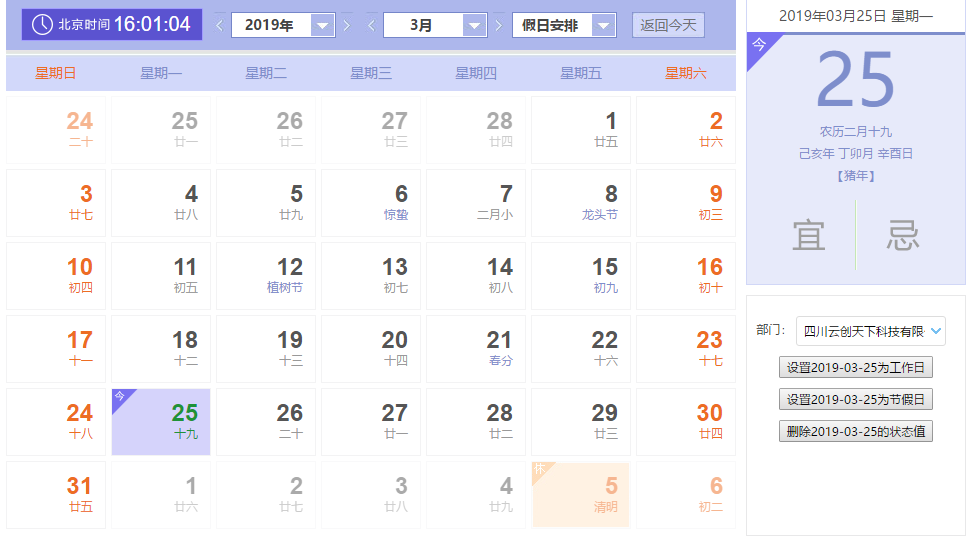 北京时间 16:01:04 2019年 3月 假日安排 返回今天
星期日 星期一 星期二 星期三 星期四 星期五 星期六
24 25 26 27 28 1 2
二十 廿一 廿二 廿三 廿四 廿五 廿六
3 4 5 6 7 8 9
廿七 廿八 廿九 惊蛰 二月小 龙头节 初三
10 11 12 13 14 15 16
初四 初五 植树节 初七 初八 初九 初十
17 18 19 20 21 22 23
十一 十二 十三 十四 春分 十六 十七
今
24 25 26 27 28 29 30
十八 十九 二十 廿一 廿二 廿三 廿四
休
31 1 2 3 4 5 6
廿五 廿六 廿七 廿八 廿九 清明 初二
2019年03月25日 星期一
今
25
农历二月十九
己亥年 丁卯月 辛酉日
【猪年】
宜 忌
部门: 四川云创天下科技有限
设置2019-03-25为工作日
设置2019-03-25为节假日
删除2019-03-25的状态值